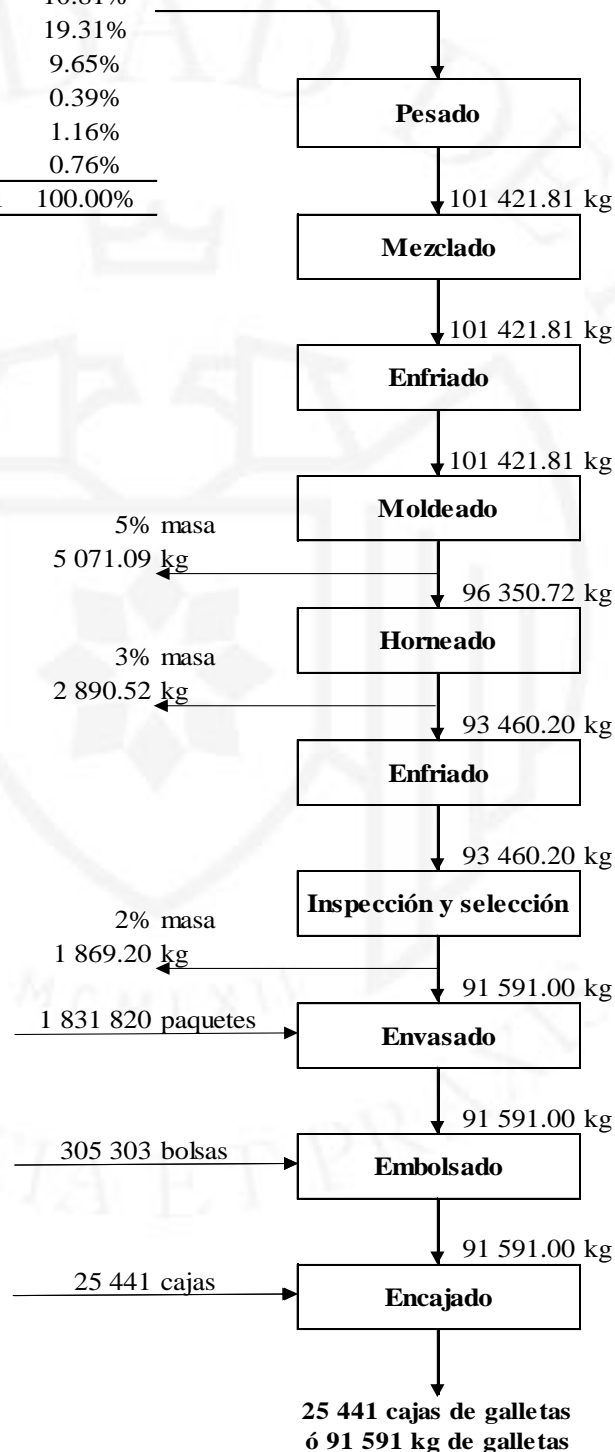 19.31%
9.65%
0.39%
1.16%
0.76%
100.00%
Pesado
101 421.81 kg
Mezclado
101 421.81 kg
Enfriado
101 421.81 kg
Moldeado
5% masa
5 071.09 kg
96 350.72 kg
Horneado
3% masa
2 890.52 kg
93 460.20 kg
Enfriado
93 460.20 kg
Inspección y selección
2% masa
1 869.20 kg
91 591.00 kg
1 831 820 paquetes
Envasado
91 591.00 kg
305 303 bolsas
Embolsado
91 591.00 kg
25 441 cajas
Encajado
25 441 cajas de galletas
ó 91 591 kg de galletas